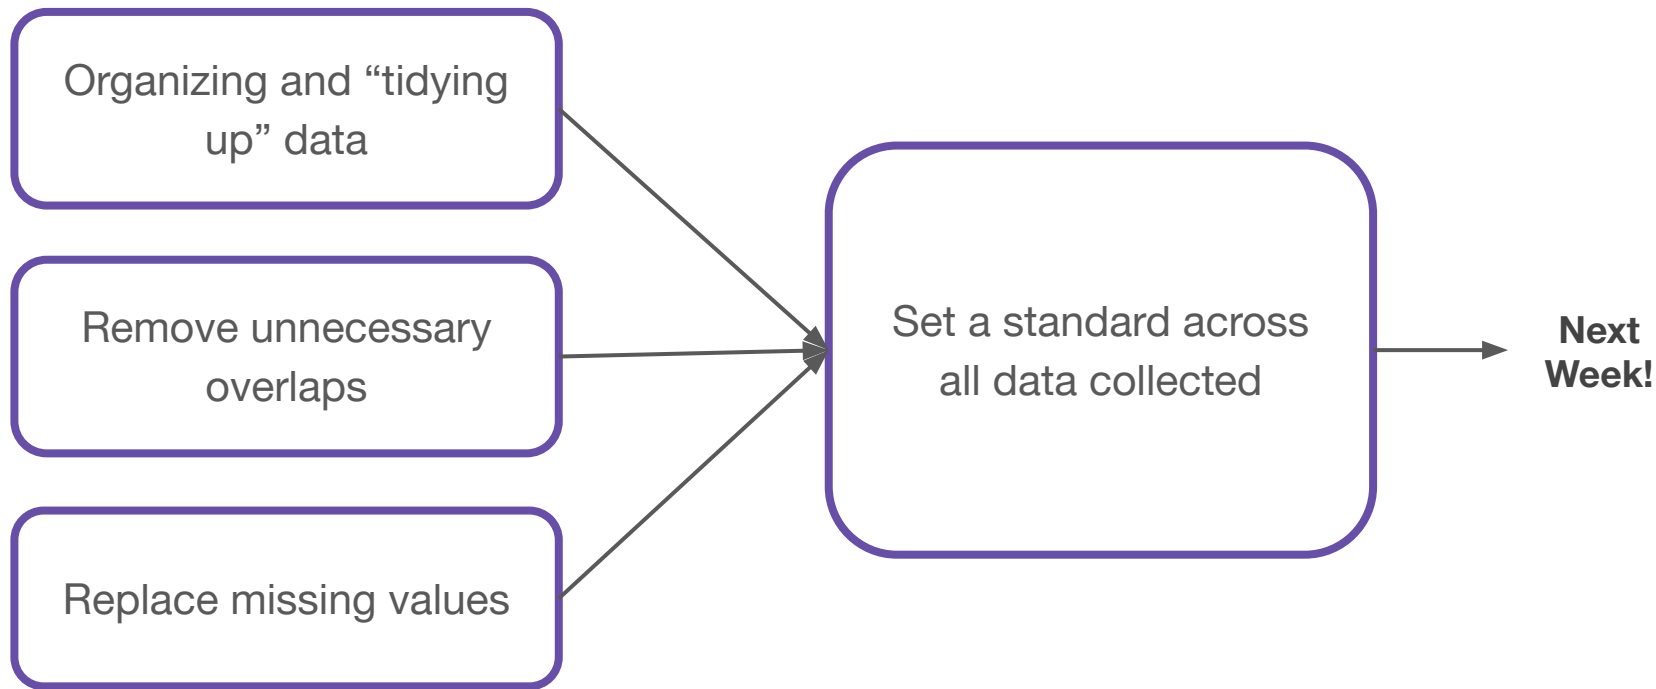 Organizing and “tidying
up” data
Remove unnecessary
overlaps
Replace missing values
Set a standard across
all data collected
Next
Week!